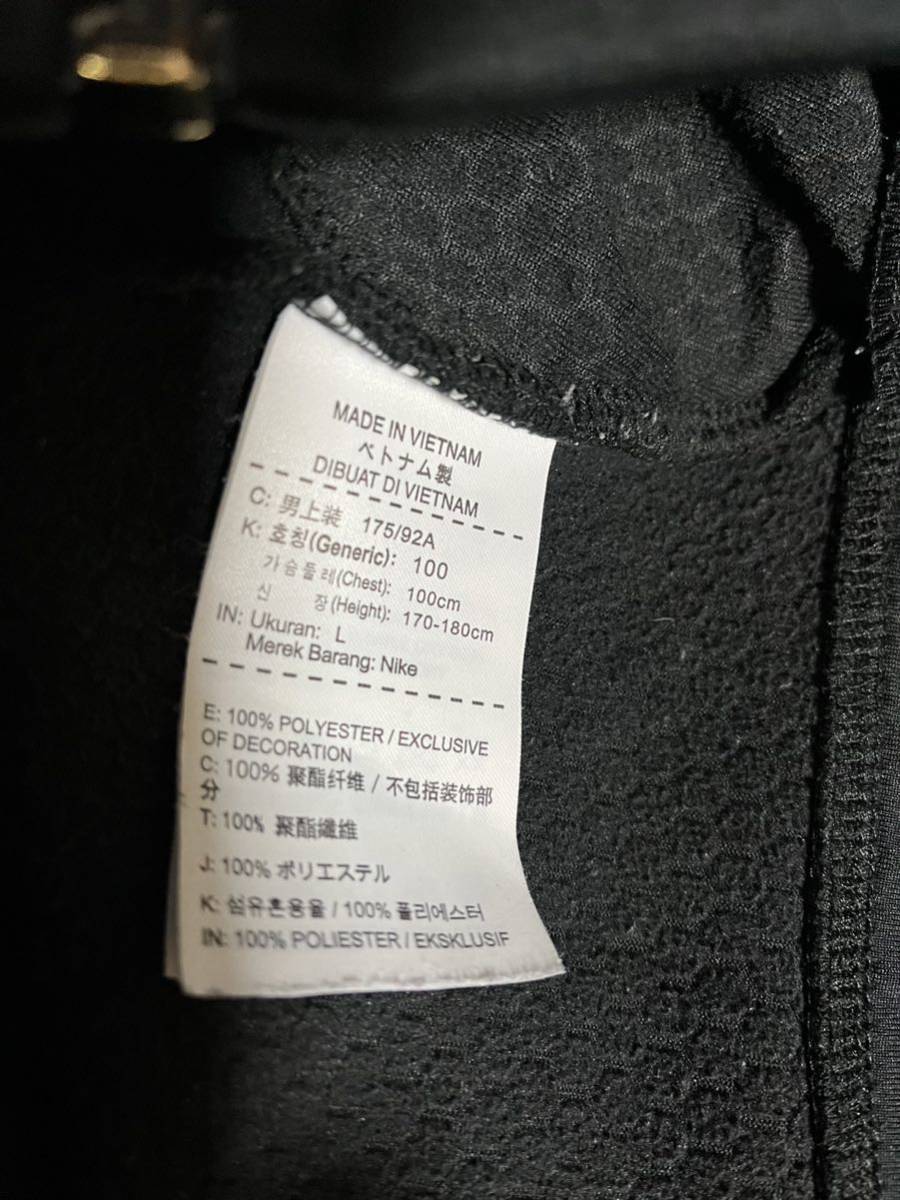 MADE IN VIETNAM
ベトナム製
DIBUAT DI VIETNAM
C: 男上装 175/92A
K: 호칭(Generic): 100
가슴둘레(Chest): 100cm
신 장(Height): 170-180cm
IN: Ukuran: L
Merek Barang: Nike
E: 100% POLYESTER / EXCLUSIVE
OF DECORATION
C: 100% 聚酯纤维 / 不包括装饰部
分
T: 100% 聚酯纖維
J: 100% ポリエステル
K: 섬유혼용율 / 100% 폴리에스터
IN: 100% POLIESTER / EKSKLUSIF